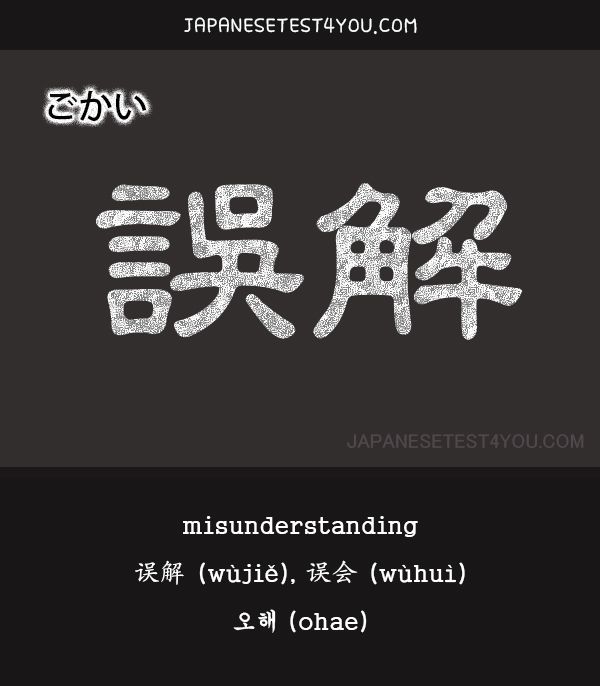 JAPANESETEST4YOU.COM
ごかい
誤解
JAPANESETEST4YOU.COM
misunderstanding
误解 (wùjiě), 误会 (wùhuì)
오해 (ohae)